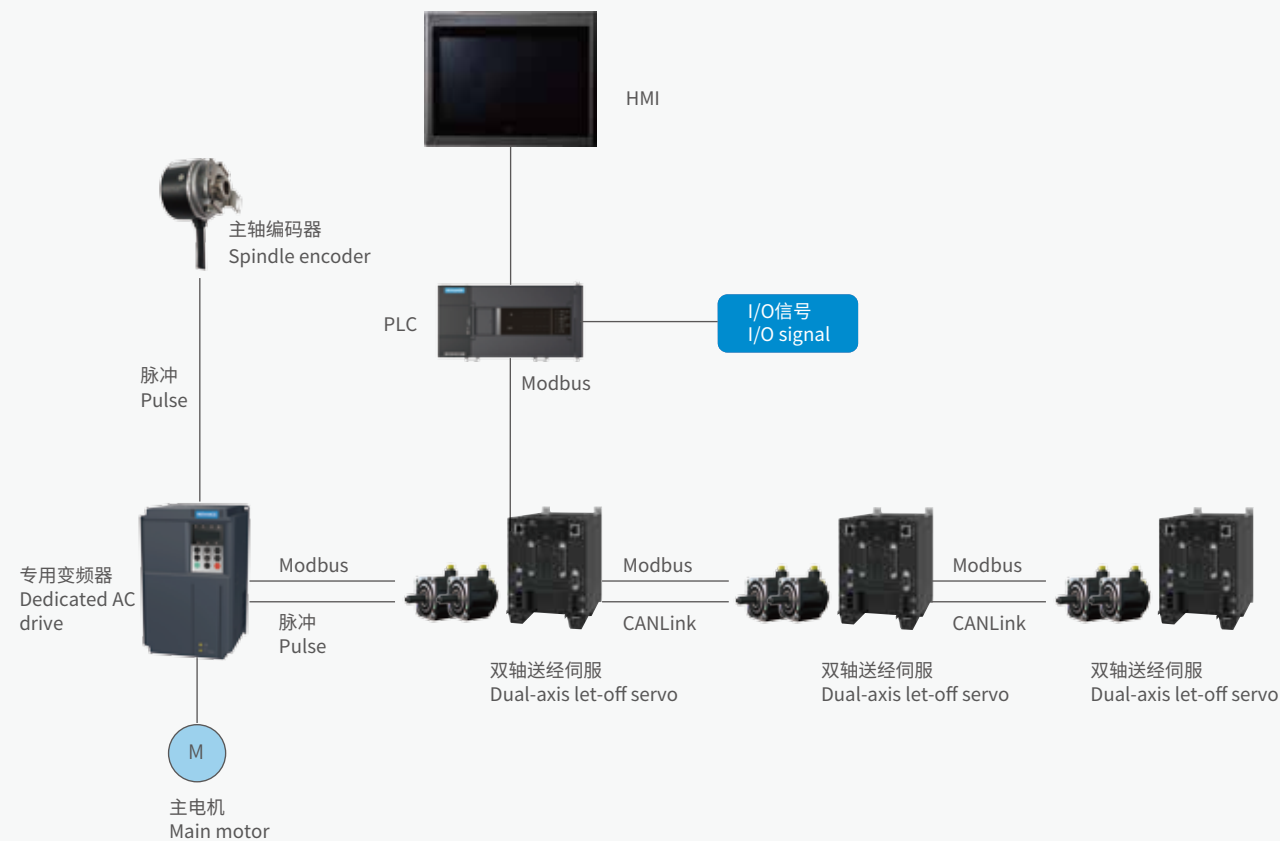 HMI
主轴编码器
Spindle encoder
PLC
I/O信号
I/O signal
脉冲
Pulse
Modbus
专用变频器
Dedicated AC
drive
Modbus
脉冲
Pulse
Modbus
CANLink
Modbus
CANLink
双轴送经伺服
Dual-axis let-off servo
双轴送经伺服
Dual-axis let-off servo
双轴送经伺服
Dual-axis let-off servo
M
主电机
Main motor